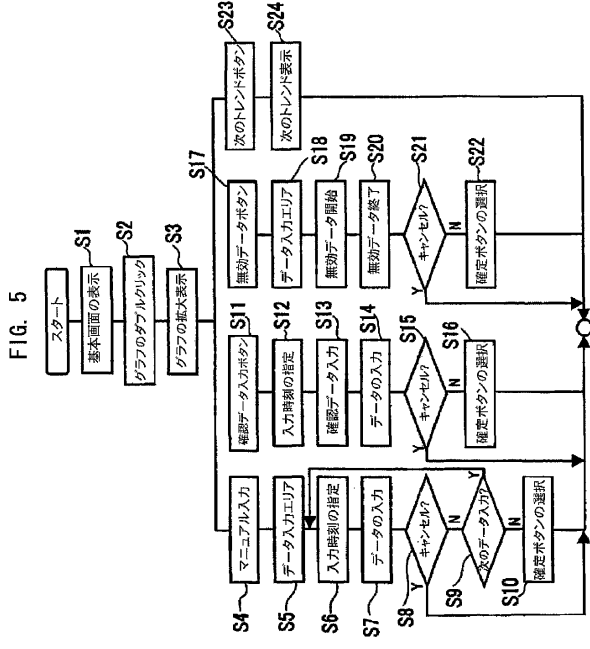 FIG. 5
スタート
基本画面の表示
S1
グラフのダブルクリック
S2
グラフの拡大表示
S3
マニュアル入力
S4
データ入力エリア
S5
入力時刻の指定
S6
データの入力
S7
キャンセル?
S8
Y
N
次のデータ入力?
S9
Y
N
確定ボタンの選択
S10
確認データ入力ボタン
S11
入力時刻の指定
S12
確認データ入力
S13
データの入力
S14
キャンセル?
S15
Y
N
確定ボタンの選択
S16
無効データボタン
S17
データ入力エリア
S18
無効データ開始
S19
無効データ終了
S20
キャンセル?
S21
Y
N
確定ボタンの選択
S22
次のトレンドボタン
S23
次のトレンド表示
S24